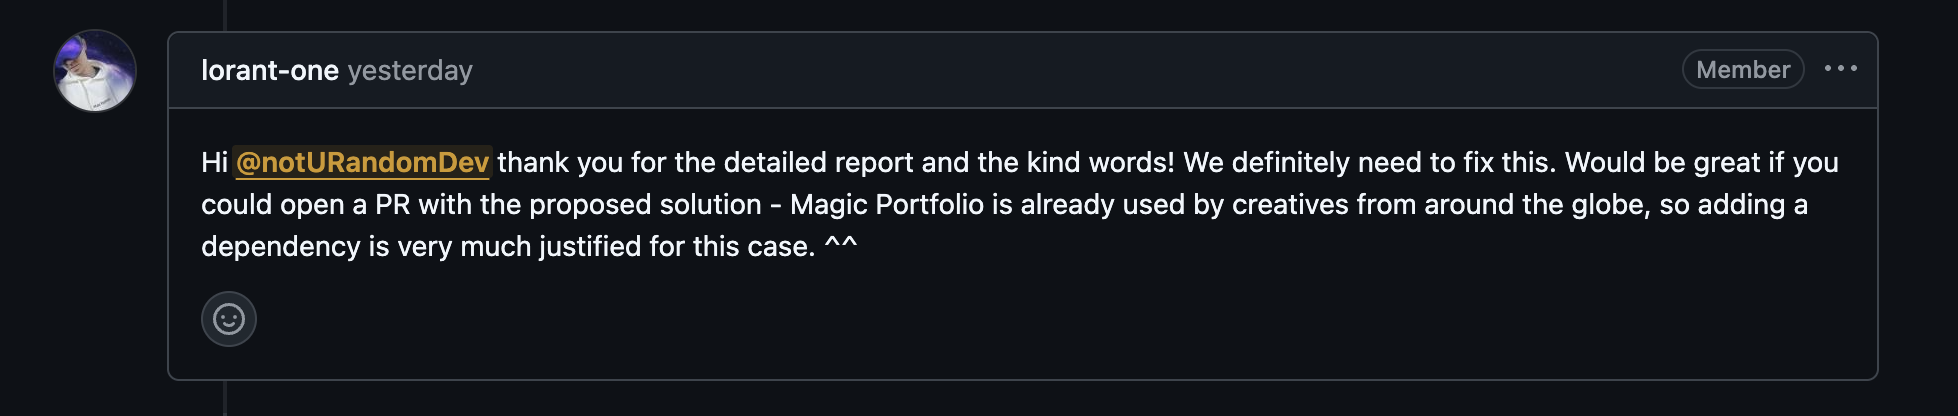 lorant-one yesterday
Member
Hi @notURandomDev thank you for the detailed report and the kind words! We definitely need to fix this. Would be great if you
could open a PR with the proposed solution - Magic Portfolio is already used by creatives from around the globe, so adding a
dependency is very much justified for this case. ^^